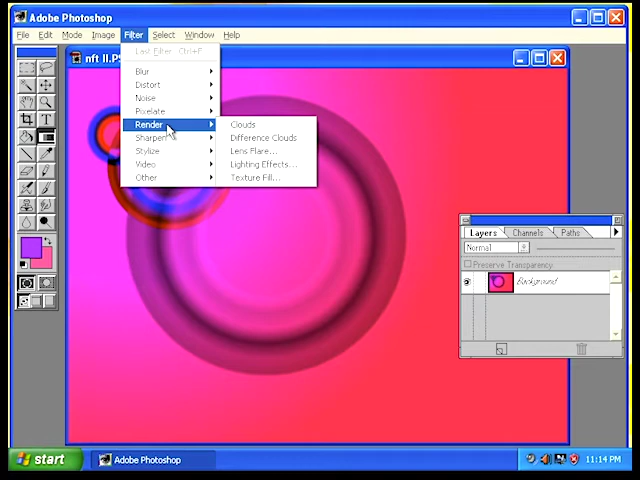 Adobe Photoshop
File Edit Mode Image Filter Select Window Help
nft II.PS
Last Filter Ctrl+F
Blur
Distort
Noise
Pixelate
Render
Sharpen
Stylize
Video
Other
Clouds
Difference Clouds
Lens Flare...
Lighting Effects...
Texture Fill...
T
Layers Channels Paths
Normal
Preserve Transparency
Background
start
Adobe Photoshop
11:14 PM